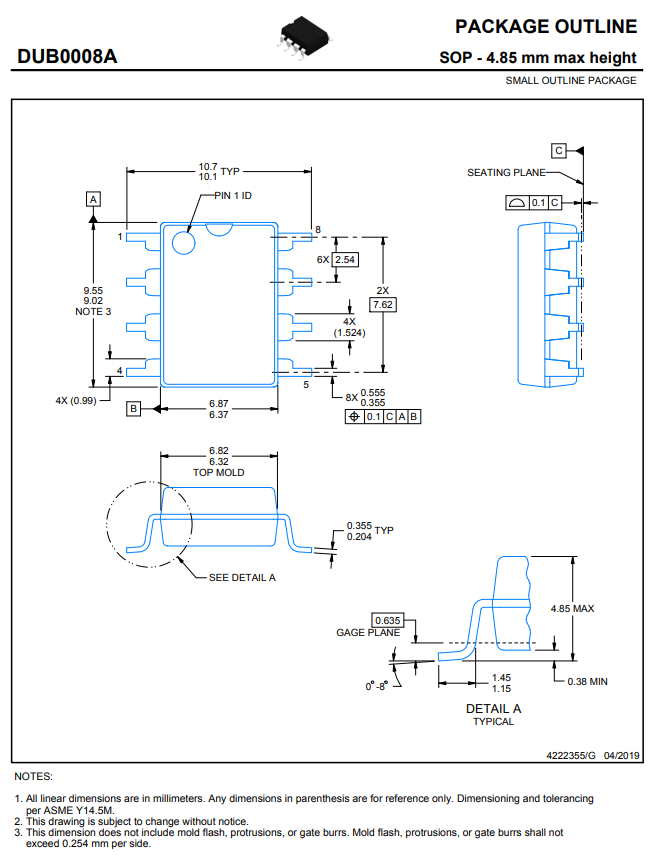 PACKAGE OUTLINE
DUB0008A
SOP - 4.85 mm max height
SMALL OUTLINE PACKAGE
C
SEATING PLANE
10.7
10.1 TYP
PIN 1 ID
A
0.1 C
1
8
6X 2.54
2X
7.62
9.55
9.02
NOTE 3
4X
(1.524)
4
5
4X (0.99)
8X 0.555
0.355
B
6.87
6.37
0.1 C A B
6.82
6.32
TOP MOLD
0.355
0.204 TYP
SEE DETAIL A
0.635
GAGE PLANE
4.85 MAX
0°-8°
1.45
1.15
0.38 MIN
DETAIL A
TYPICAL
4222355/G 04/2019
NOTES:
1. All linear dimensions are in millimeters. Any dimensions in parenthesis are for reference only. Dimensioning and tolerancing
per ASME Y14.5M.
2. This drawing is subject to change without notice.
3. This dimension does not include mold flash, protrusions, or gate burrs. Mold flash, protrusions, or gate burrs shall not
exceed 0.254 mm per side.